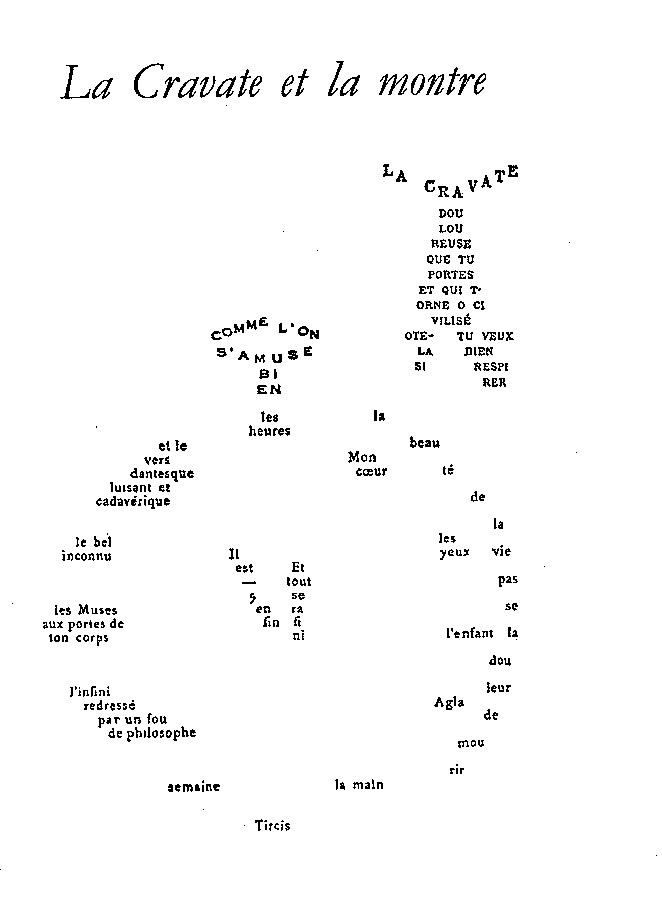 La Cravate et la montre
LA CRAVATE
DOU
LOU
REUSE
QUE TU
PORTES
ET QUI T'
ORNE O CI
VILISÉ
OTE- TU VEUX
LA BIEN
SI RESPI
RER
COMME L'ON
S'AMUSE
BI
EN
les
heures
et le
vers
dantesque
luisant et
cadavérique
le bel
inconnu
les Muses
aux portes de
ton corps
l'infini
redressé
par un fou
de philosophe
semaine
Tircis
la main
Agla
l'enfant
les
yeux
Mon
cœur
Il
est
—
5
en
fin
Et
tout
se
ra
fi
ni
la
beau
té
de
la
vie
pas
se
la
dou
leur
de
mou
rir